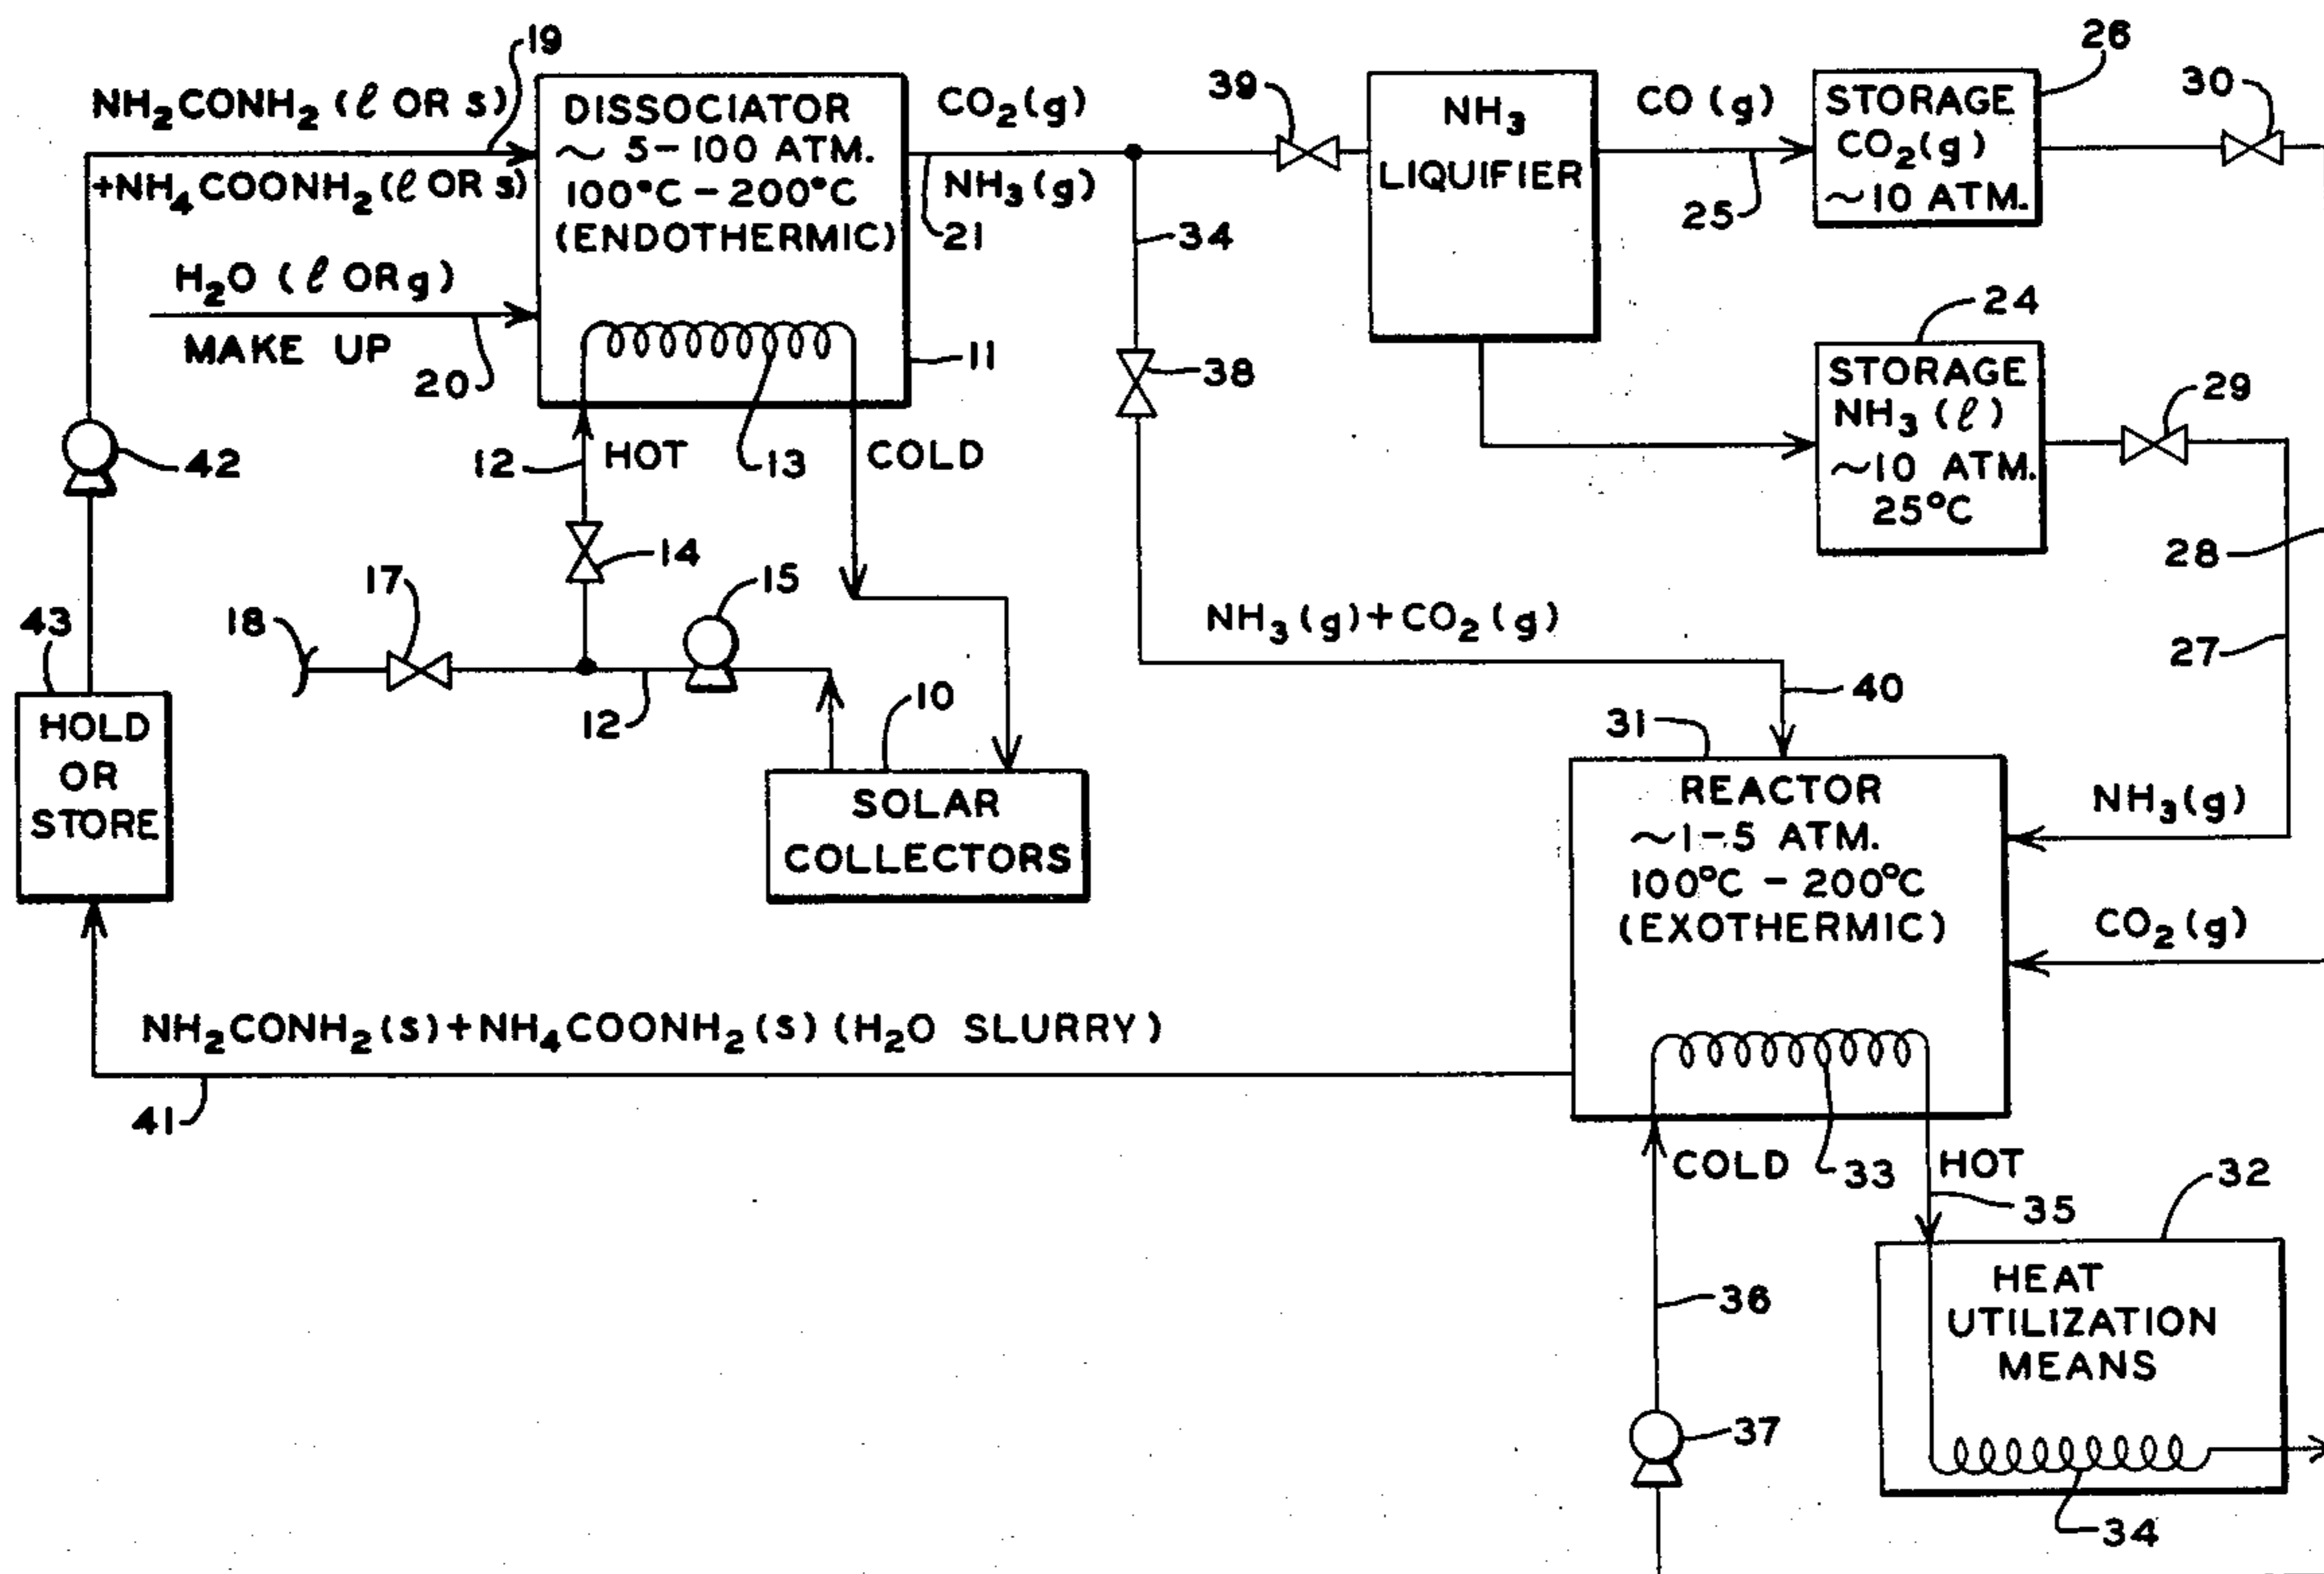 19
NH₂CONH₂ (ℓ OR s)
+NH₄COONH₂(ℓ OR s)
H₂O (ℓ OR g)
MAKE UP
20
DISSOCIATOR
~ 5-100 ATM.
100°C - 200°C
(ENDOTHERMIC)
11
CO₂(g)
NH₃(g)
21
34
38
39
NH₃
LIQUIFIER
CO (g)
25
STORAGE
CO₂(g)
~10 ATM.
26
30
24
STORAGE
NH₃ (ℓ)
~10 ATM.
25°C
29
28
27
42
12
HOT
13
COLD
14
17
15
18
12
10
SOLAR
COLLECTORS
43
HOLD
OR
STORE
NH₃(g)+CO₂(g)
40
31
REACTOR
~1-5 ATM.
100°C - 200°C
(EXOTHERMIC)
NH₃(g)
CO₂(g)
NH₂CONH₂(s)+NH₄COONH₂(s) (H₂O SLURRY)
41
COLD
33
HOT
35
32
36
HEAT
UTILIZATION
MEANS
37
34